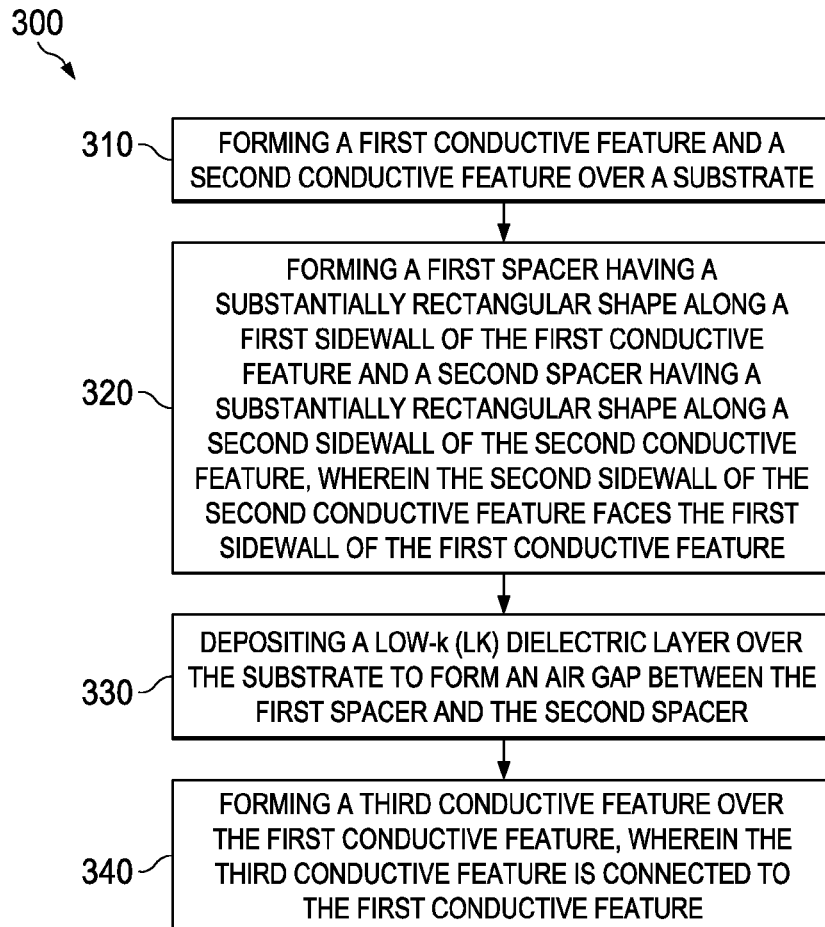 300
310
FORMING A FIRST CONDUCTIVE FEATURE AND A
SECOND CONDUCTIVE FEATURE OVER A SUBSTRATE
320
FORMING A FIRST SPACER HAVING A
SUBSTANTIALLY RECTANGULAR SHAPE ALONG A
FIRST SIDEWALL OF THE FIRST CONDUCTIVE
FEATURE AND A SECOND SPACER HAVING A
SUBSTANTIALLY RECTANGULAR SHAPE ALONG A
SECOND SIDEWALL OF THE SECOND CONDUCTIVE
FEATURE, WHEREIN THE SECOND SIDEWALL OF THE
SECOND CONDUCTIVE FEATURE FACES THE FIRST
SIDEWALL OF THE FIRST CONDUCTIVE FEATURE
330
DEPOSITING A LOW-k (LK) DIELECTRIC LAYER OVER
THE SUBSTRATE TO FORM AN AIR GAP BETWEEN THE
FIRST SPACER AND THE SECOND SPACER
340
FORMING A THIRD CONDUCTIVE FEATURE OVER
THE FIRST CONDUCTIVE FEATURE, WHEREIN THE
THIRD CONDUCTIVE FEATURE IS CONNECTED TO
THE FIRST CONDUCTIVE FEATURE